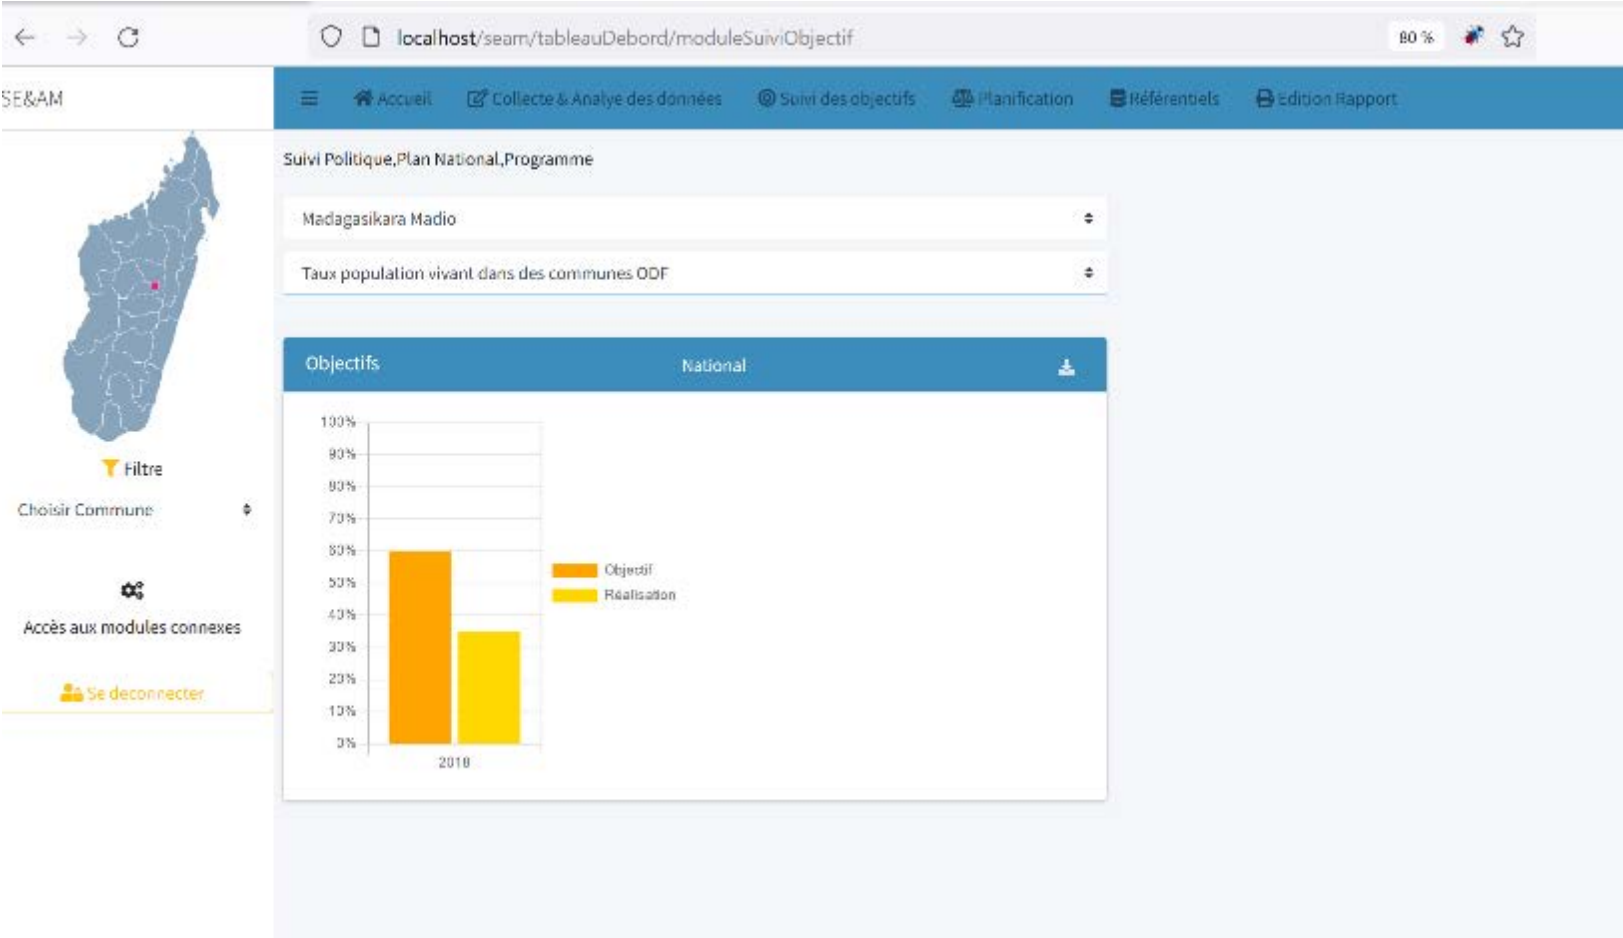 localhost/seam/tableauDebord/moduleSuiviObjectif
80 %
SE&AM
Accueil
Collecte & Analye des données
Suivi des objectifs
Planification
Référentiels
Edition Rapport
Suivi Politique,Plan National,Programme
Madagasikara Madio
Taux population vivant dans des communes ODF
Filtre
Choisir Commune
Accès aux modules connexes
Se deconnecter
Objectifs
National
100%
90%
80%
70%
60%
50%
40%
30%
20%
10%
0%
2018
Objectif
Réalisation